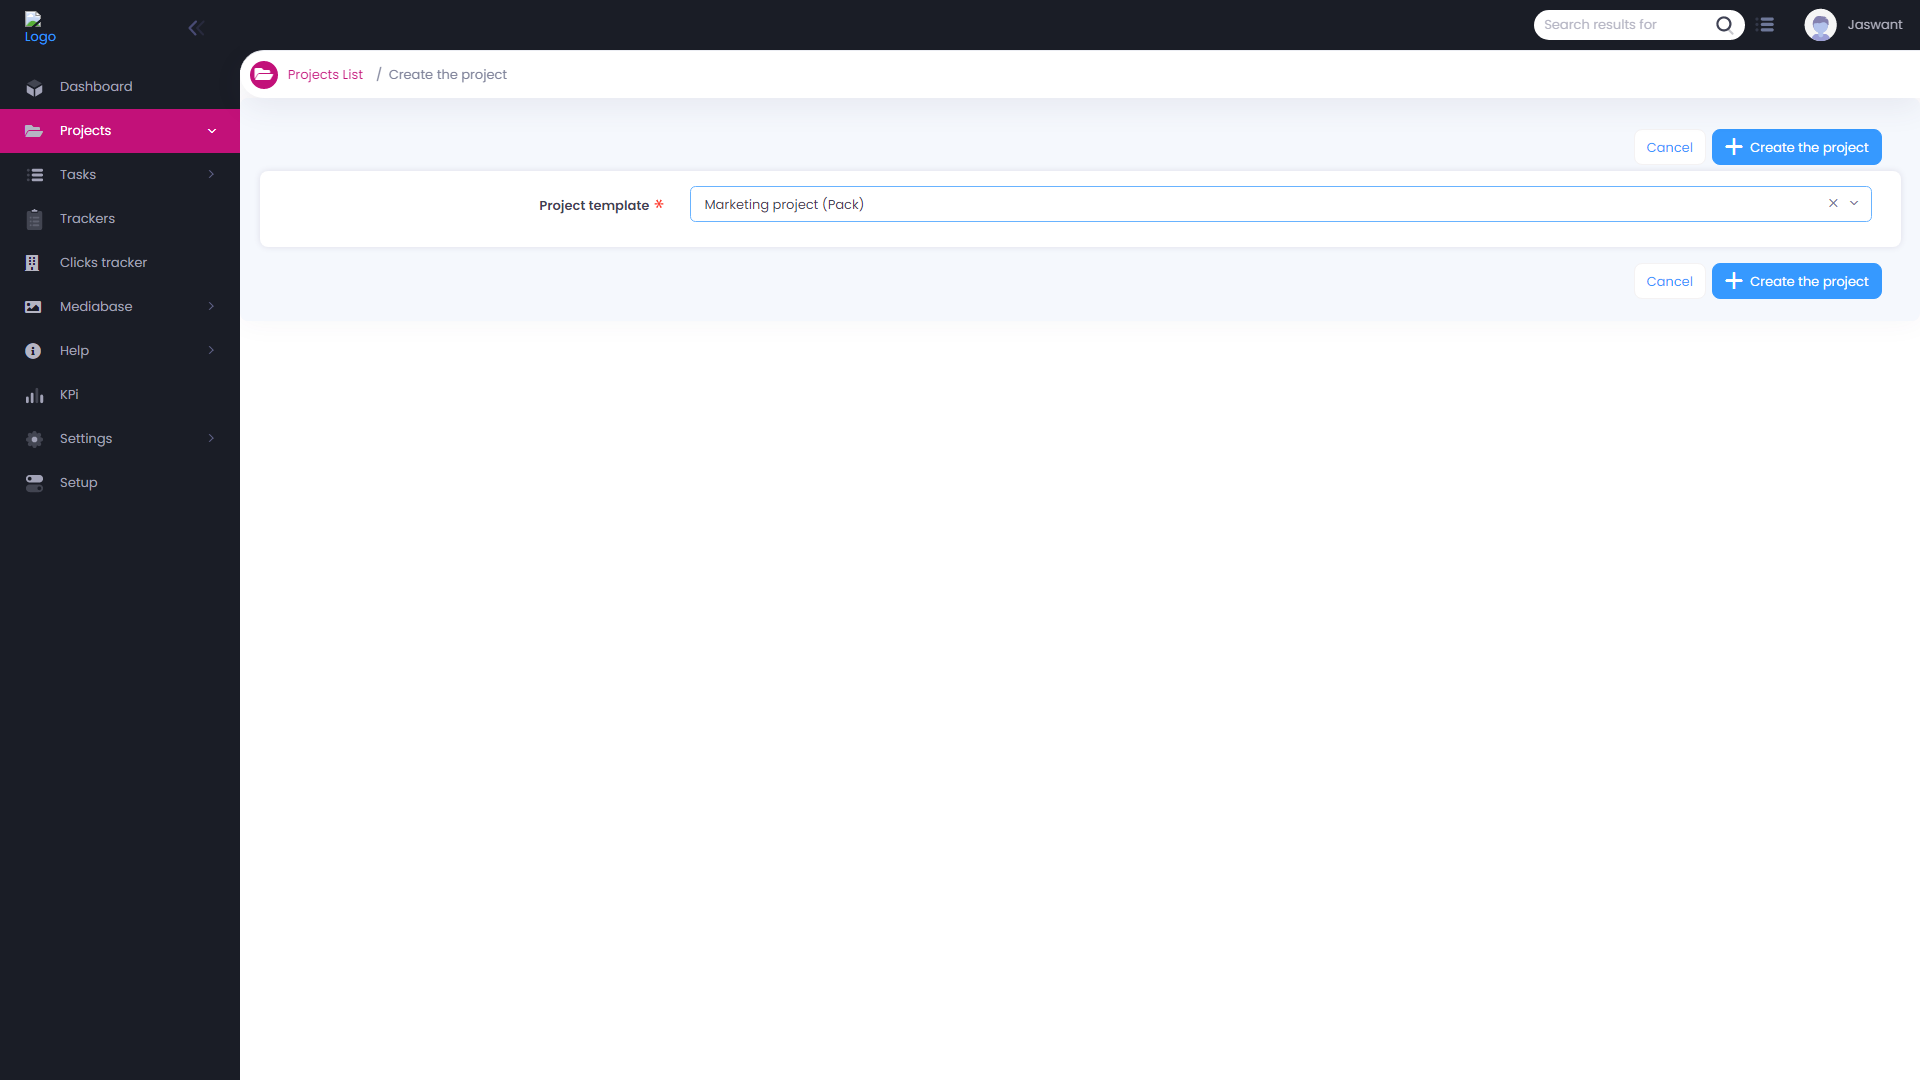 Logo
Search results for
Jaswant
Dashboard
Projects
Tasks
Trackers
Clicks tracker
Mediabase
Help
KPi
Settings
Setup
Projects List / Create the project
Cancel
Create the project
Project template *
Marketing project (Pack)
Cancel
Create the project